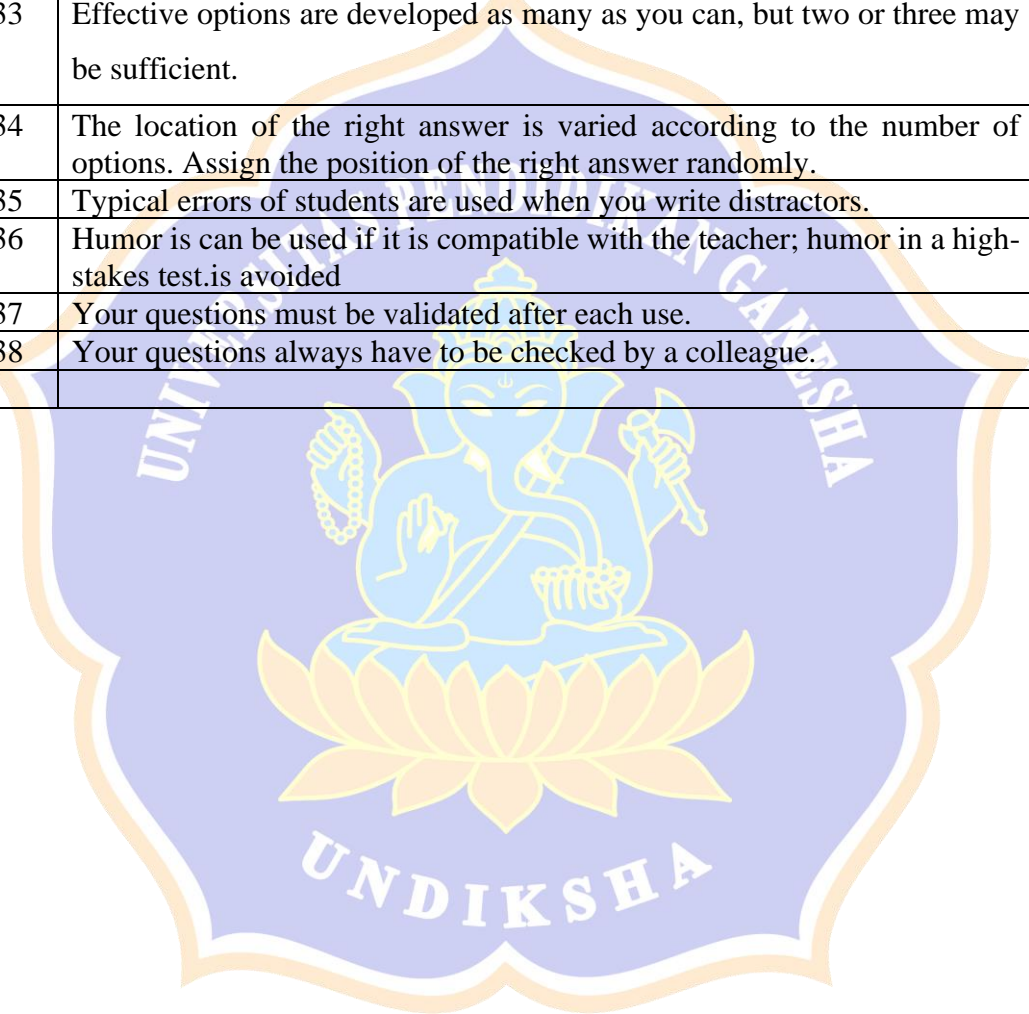 33 Effective options are developed as many as you can, but two or three may
be sufficient.
34 The location of the right answer is varied according to the number of
options. Assign the position of the right answer randomly.
35 Typical errors of students are used when you write distractors.
36 Humor is can be used if it is compatible with the teacher; humor in a high-
stakes test.is avoided
37 Your questions must be validated after each use.
38 Your questions always have to be checked by a colleague.
UNIVERSITAS PENDIDIKAN GANESHA
UNDIKSHA